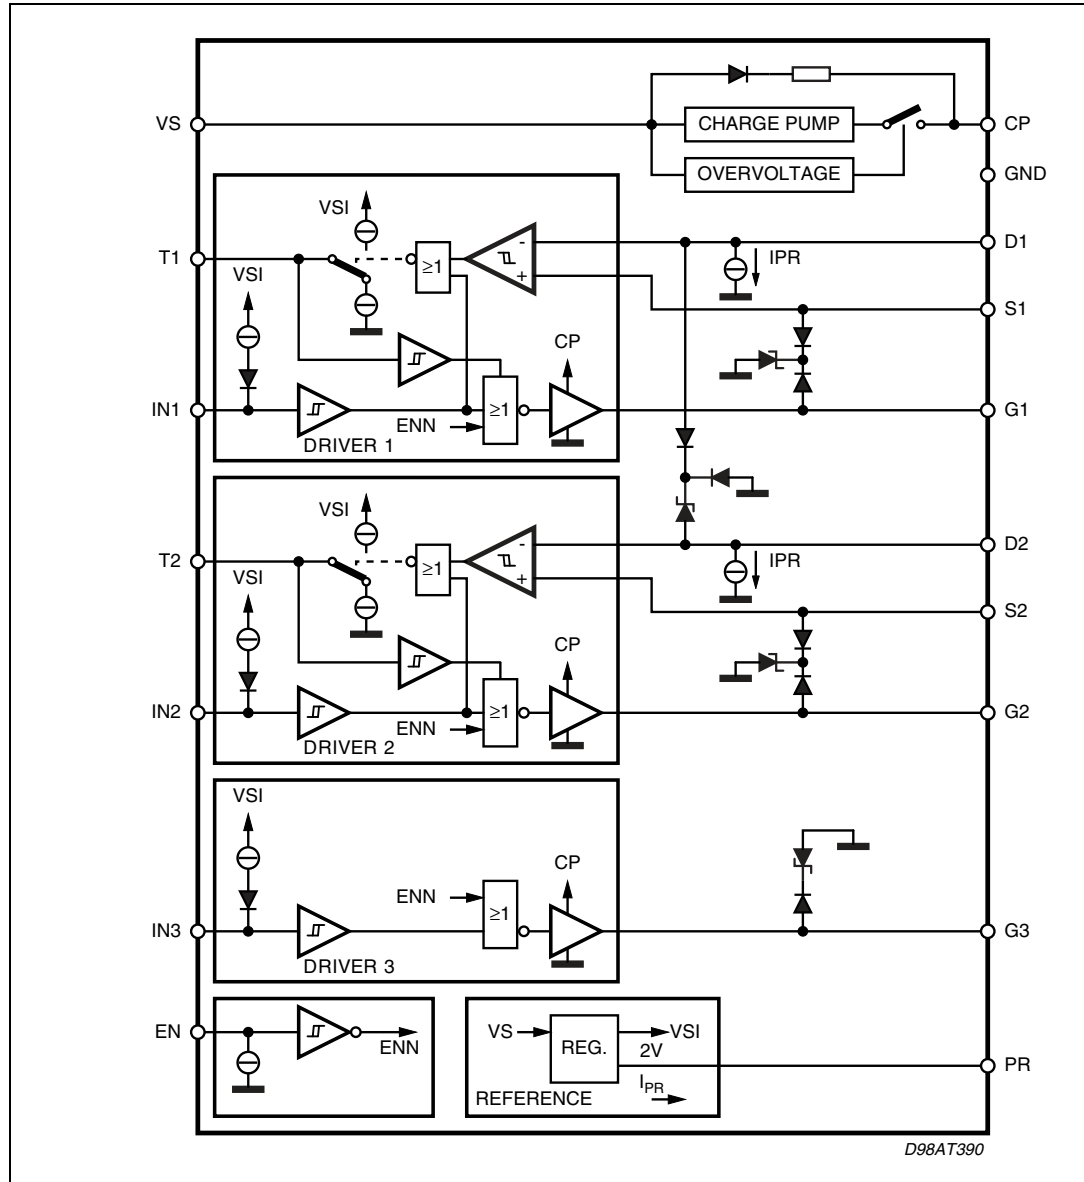 VS
CHARGE PUMP
CP
OVERVOLTAGE
GND
VSI
T1
VSI
≥1
-
+
IPR
D1
S1
CP
IN1
ENN
≥1
G1
DRIVER 1
VSI
T2
VSI
≥1
-
+
IPR
D2
S2
CP
IN2
ENN
≥1
G2
DRIVER 2
VSI
CP
ENN
≥1
IN3
G3
DRIVER 3
EN
ENN
VS
REG.
VSI
2V
PR
IPR
REFERENCE
D98AT390